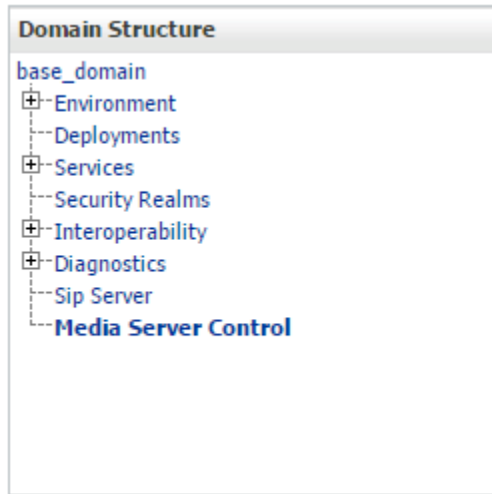 Domain Structure
base_domain
Environment
Deployments
Services
Security Realms
Interoperability
Diagnostics
Sip Server
Media Server Control